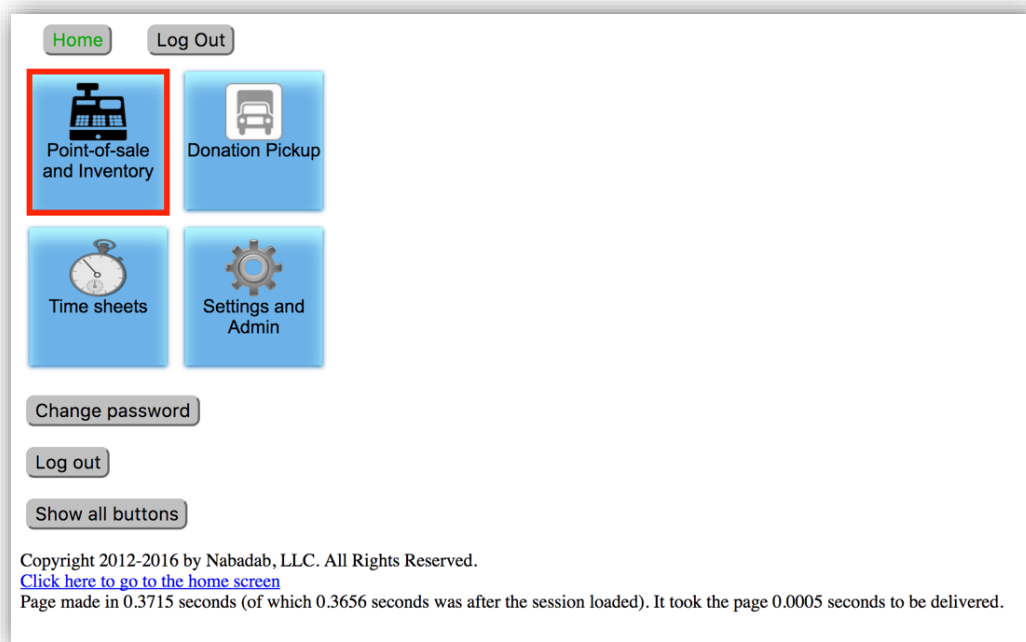 Home
Log Out
Point-of-sale
and Inventory
Donation Pickup
Time sheets
Settings and
Admin
Change password
Log out
Show all buttons
Copyright 2012-2016 by Nabadab, LLC. All Rights Reserved.
Click here to go to the home screen
Page made in 0.3715 seconds (of which 0.3656 seconds was after the session loaded). It took the page 0.0005 seconds to be delivered.